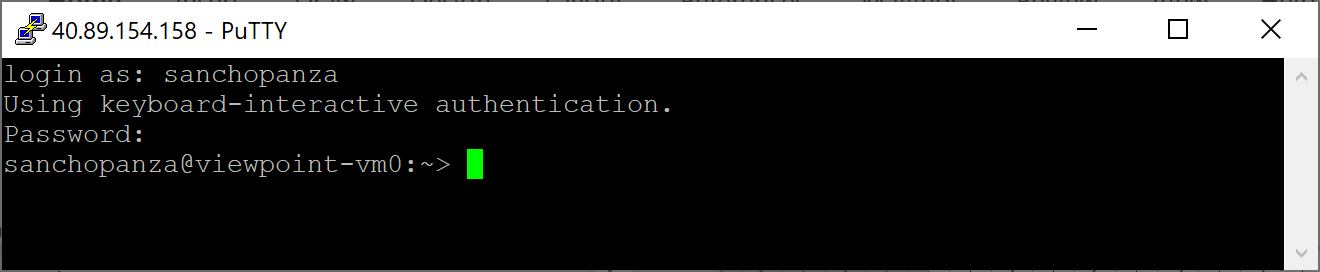 40.89.154.158 - PuTTY
login as: sanchopanza
Using keyboard-interactive authentication.
Password:
sanchopanza@viewpoint-vm0:~>